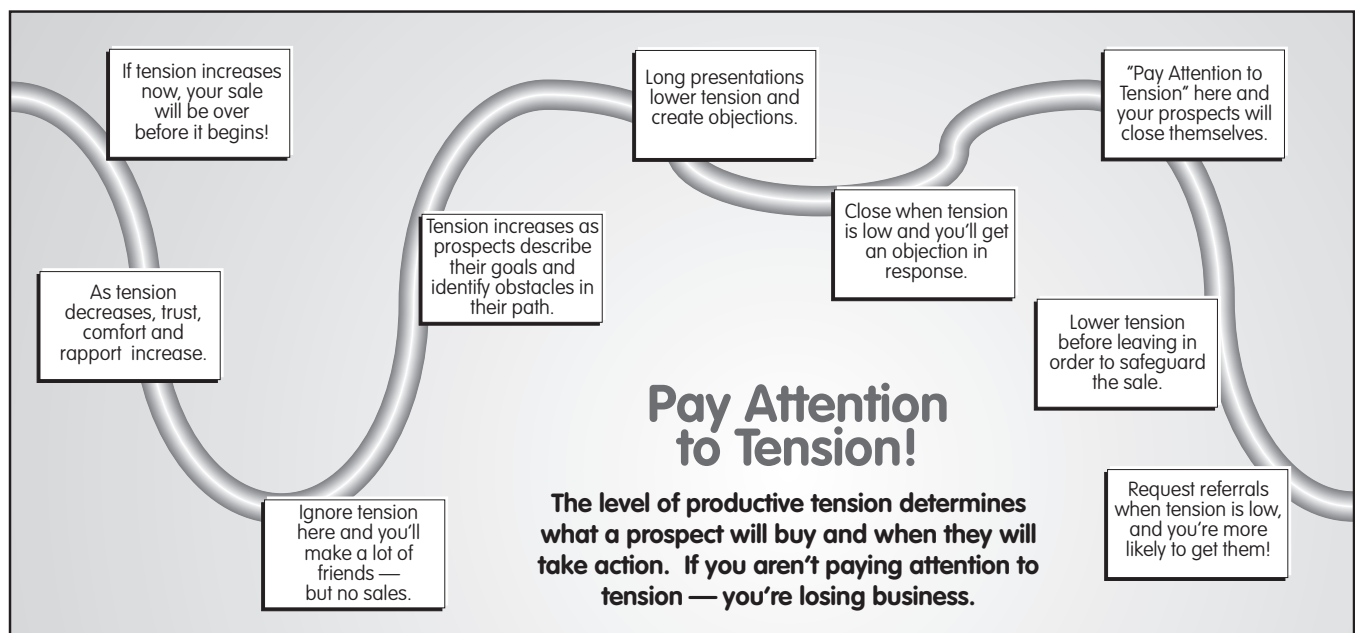 If tension increases
now, your sale
will be over
before it begins!
As tension
decreases, trust,
comfort and
rapport increase.
Ignore tension
here and you'll
make a lot of
friends —
but no sales.
Tension increases as
prospects describe
their goals and
identify obstacles in
their path.
Long presentations
lower tension and
create objections.
Close when tension
is low and you'll get
an objection in
response.
"Pay Attention to
Tension" here and
your prospects will
close themselves.
Lower tension
before leaving in
order to safeguard
the sale.
Request referrals
when tension is low,
and you're more
likely to get them!
Pay Attention
to Tension!
The level of productive tension determines
what a prospect will buy and when they will
take action. If you aren't paying attention to
tension — you're losing business.